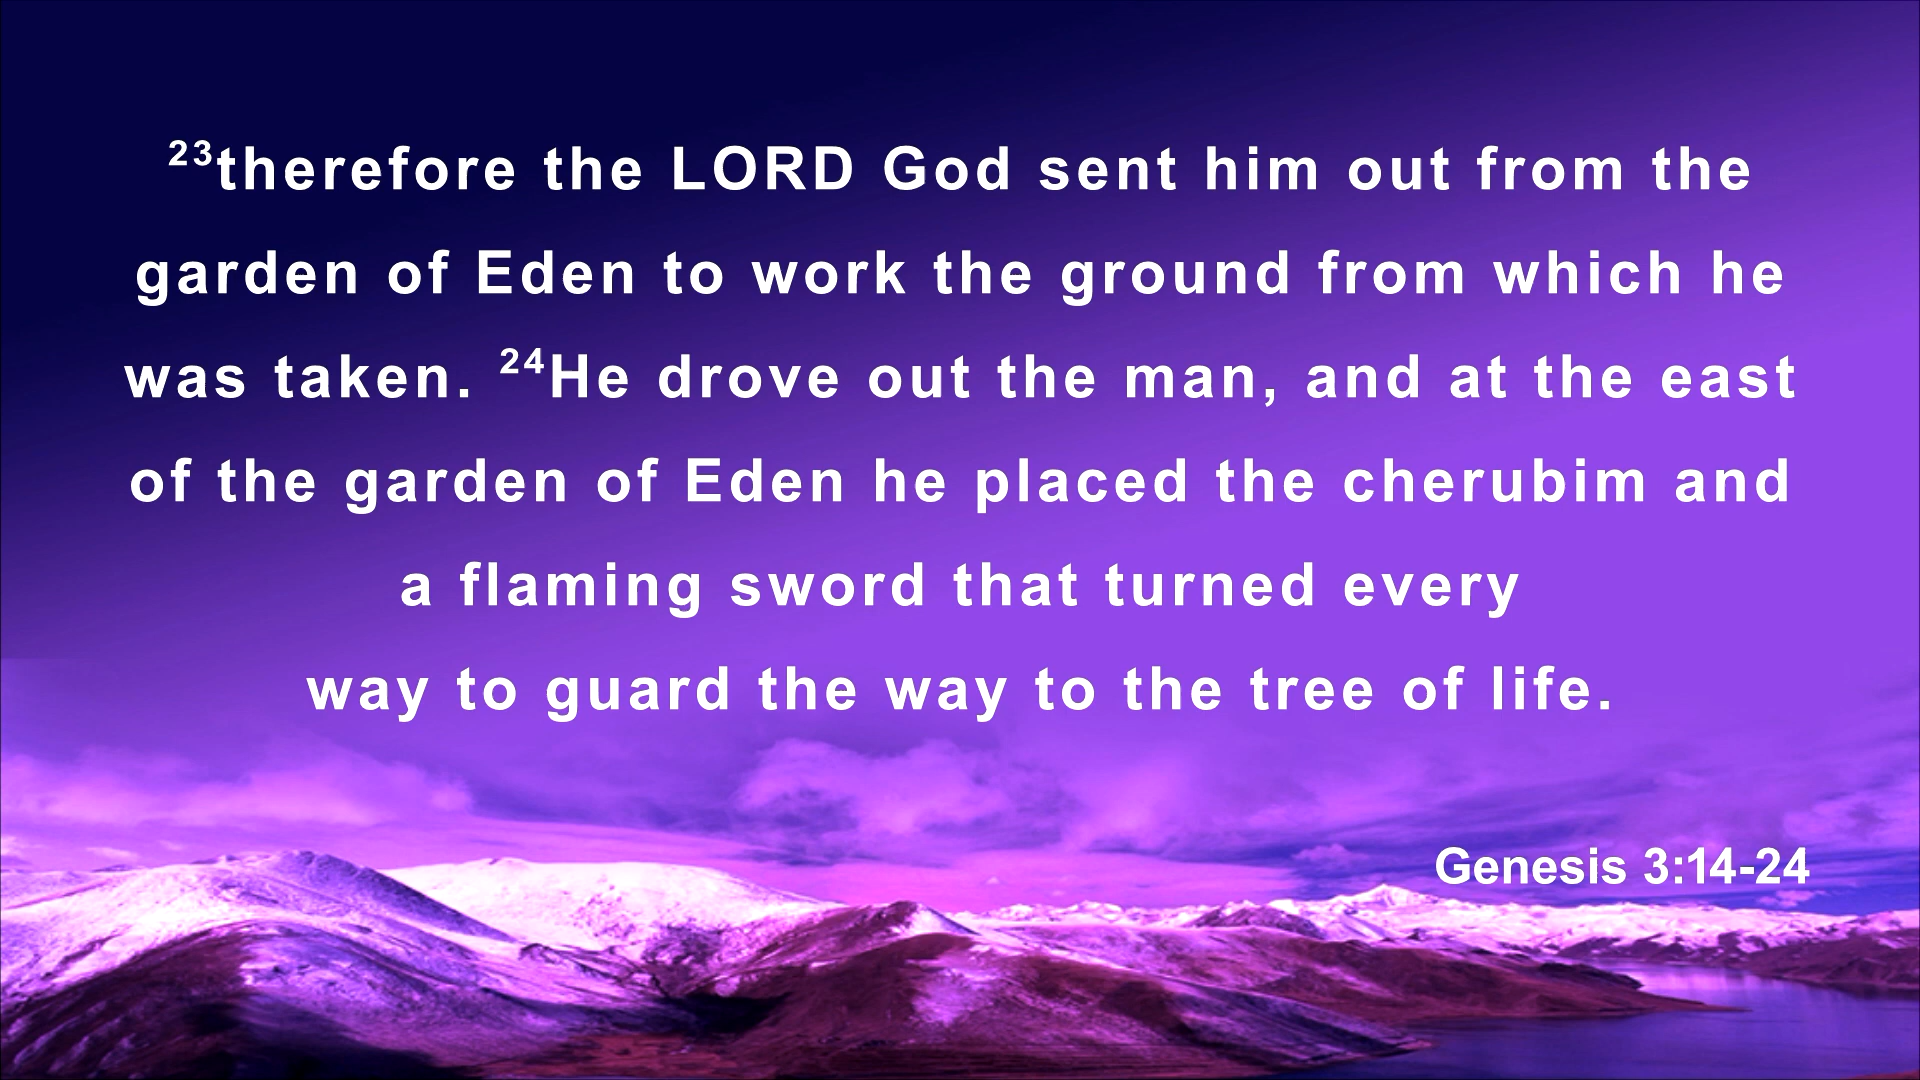 ²³therefore the LORD God sent him out from the
garden of Eden to work the ground from which he
was taken. ²⁴He drove out the man, and at the east
of the garden of Eden he placed the cherubim and
a flaming sword that turned every
way to guard the way to the tree of life.
Genesis 3:14-24